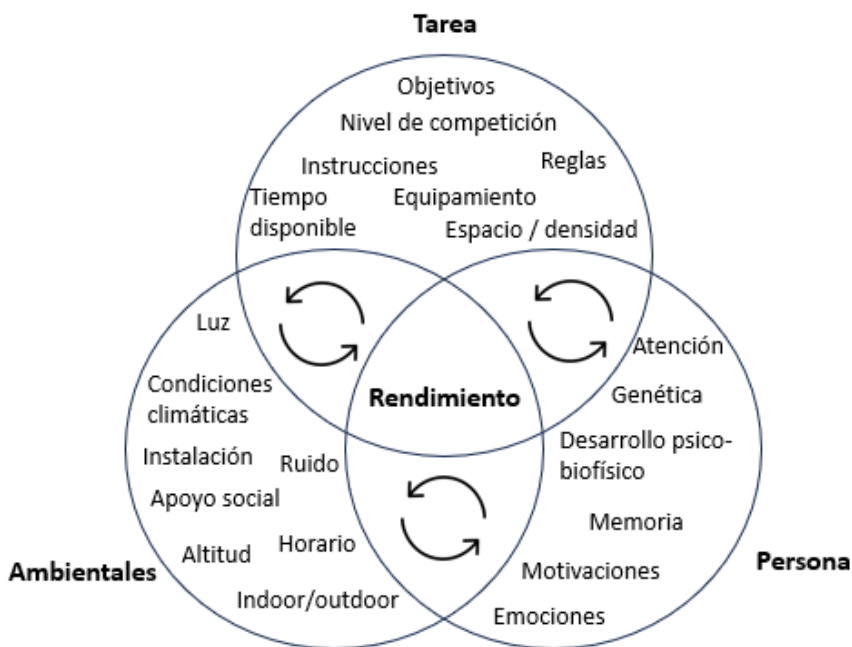 Tarea
Objetivos
Nivel de competición
Instrucciones
Reglas
Tiempo
disponible
Equipamiento
Espacio / densidad
Luz
Condiciones
climáticas
Instalación
Ruido
Apoyo social
Altitud
Horario
Indoor/outdoor
Ambientales
Rendimiento
Atención
Genética
Desarrollo psico-
biofísico
Memoria
Motivaciones
Emociones
Persona